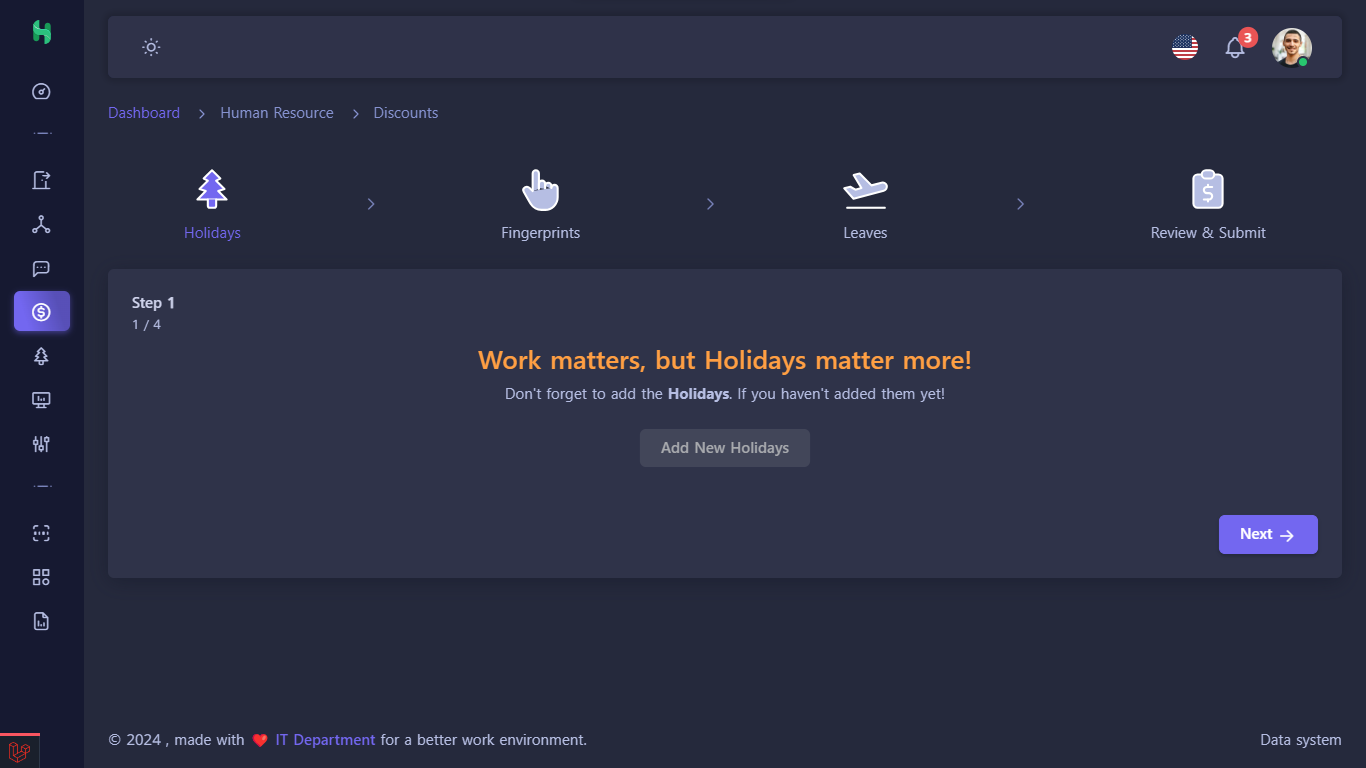 3
Dashboard > Human Resource > Discounts
Holidays > Fingerprints > Leaves > Review & Submit
Step 1
1 / 4
Work matters, but Holidays matter more!
Don't forget to add the Holidays. If you haven't added them yet!
Add New Holidays
Next →
© 2024 , made with ❤️ IT Department for a better work environment.
Data system